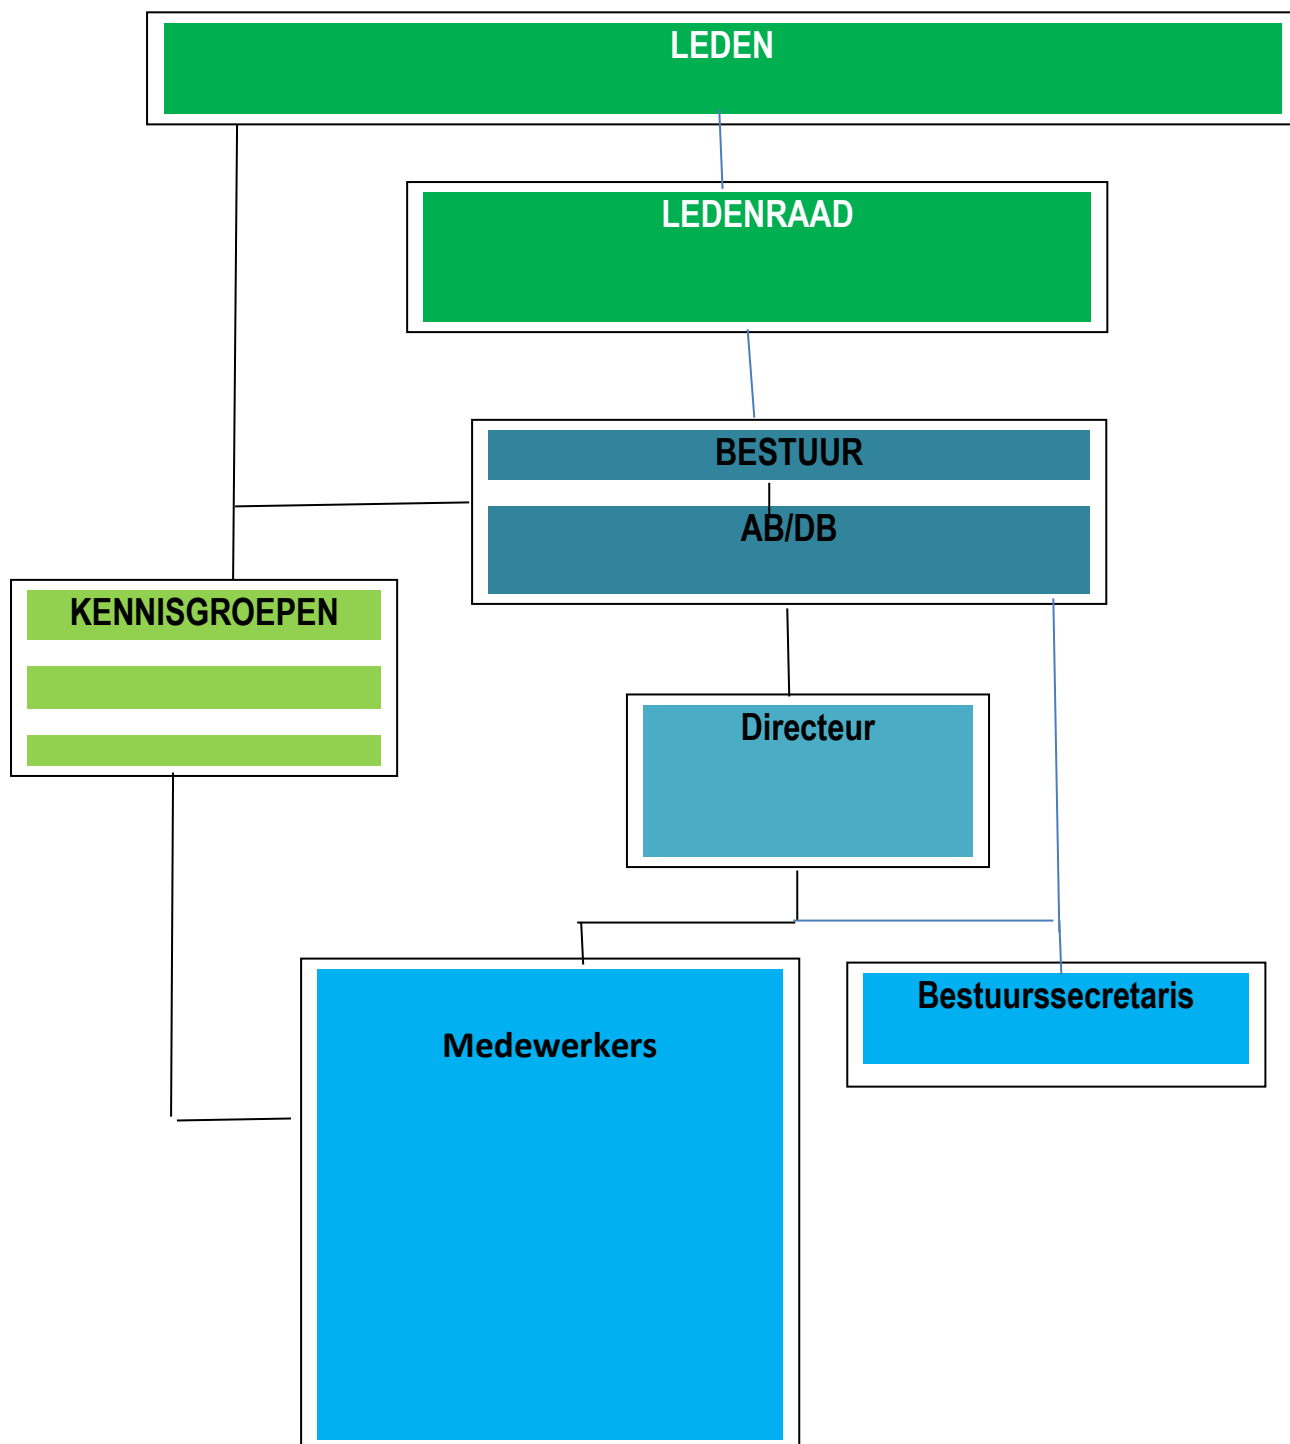 LEDEN
LEDENRAAD
BESTUUR
AB/DB
KENNISGROEPEN
Directeur
Bestuurssecretaris
Medewerkers